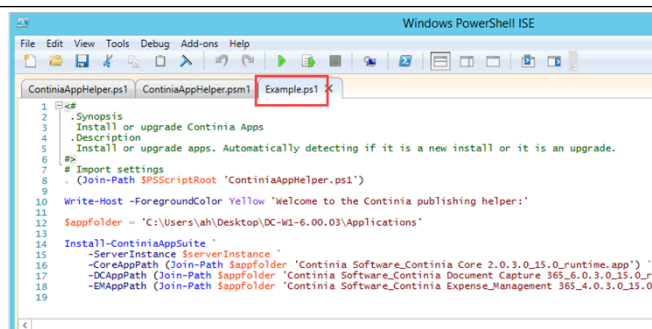 Windows PowerShell ISE
File Edit View Tools Debug Add-ons Help
ContiniaAppHelper.ps1 ContiniaAppHelper.psm1 Example.ps1 X
1 <#
2 .Synopsis
3 Install or upgrade Continia Apps
4 .Description
5 Install or upgrade apps. Automatically detecting if it is a new install or it is an upgrade.
6 #>
7 # Import settings
8 . (Join-Path $PSScriptRoot 'ContiniaAppHelper.ps1')
9
10 Write-Host -ForegroundColor Yellow 'Welcome to the Continia publishing helper:'
11
12 $appfolder = 'C:\Users\ah\Desktop\DC-W1-6.00.03\Applications'
13
14 Install-ContiniaAppSuite `
15 -ServerInstance $serverInstance `
16 -CoreAppPath (Join-Path $appfolder 'Continia Software_Continia Core 2.0.3.0_15.0_runtime.app') `
17 -DCAppPath (Join-Path $appfolder 'Continia Software_Continia Document Capture 365_6.0.3.0_15.0_r
18 -EMAppPath (Join-Path $appfolder 'Continia Software_Continia Expense_Management 365_4.0.3.0_15.0
19